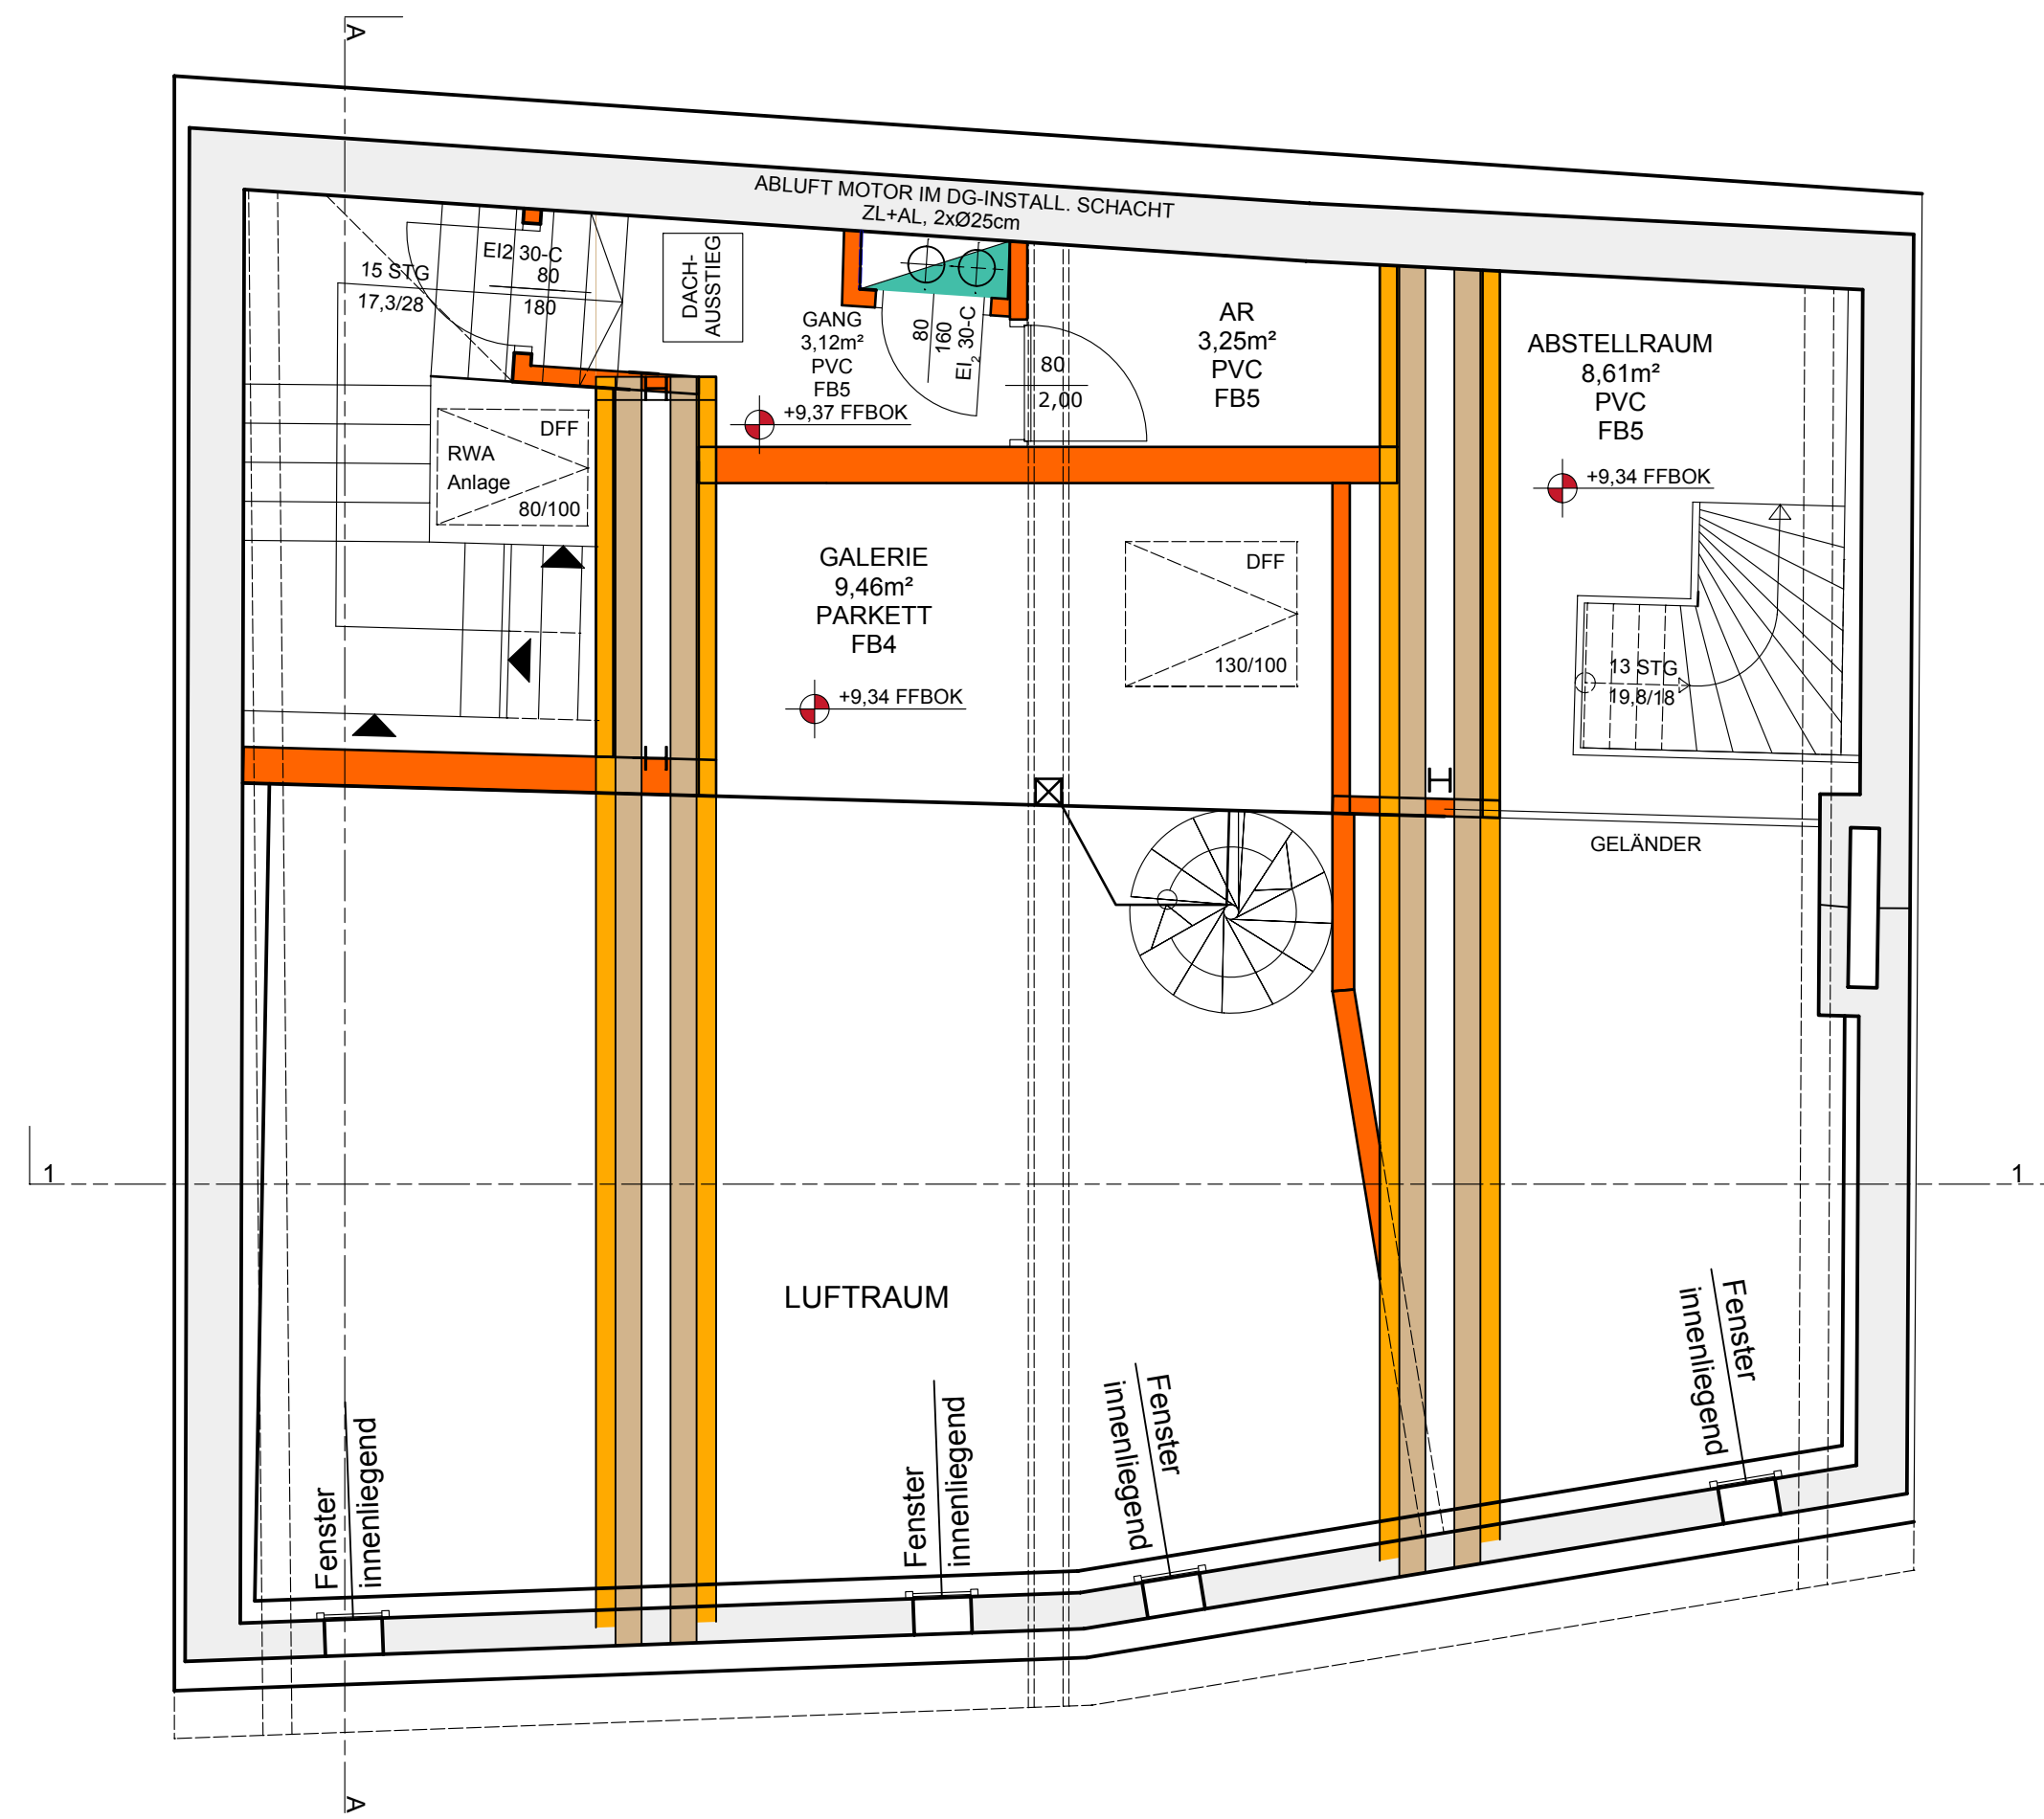 A
ABLUFT MOTOR IM DG-INSTALL. SCHACHT
ZL+AL, 2xØ25cm
15 STG
17,3/28
EI2 30-C
80
180
DACH-
AUSSTIEG
GANG
3,12m²
PVC
FB5
+9,37 FFBOK
80
160
EI₂ 30-C
80
2,00
AR
3,25m²
PVC
FB5
ABSTELLRAUM
8,61m²
PVC
FB5
+9,34 FFBOK
DFF
RWA
Anlage
80/100
GALERIE
9,46m²
PARKETT
FB4
+9,34 FFBOK
DFF
130/100
13 STG
19,8/18
GELÄNDER
1
1
LUFTRAUM
Fenster
innenliegend
Fenster
innenliegend
Fenster
innenliegend
Fenster
innenliegend
A